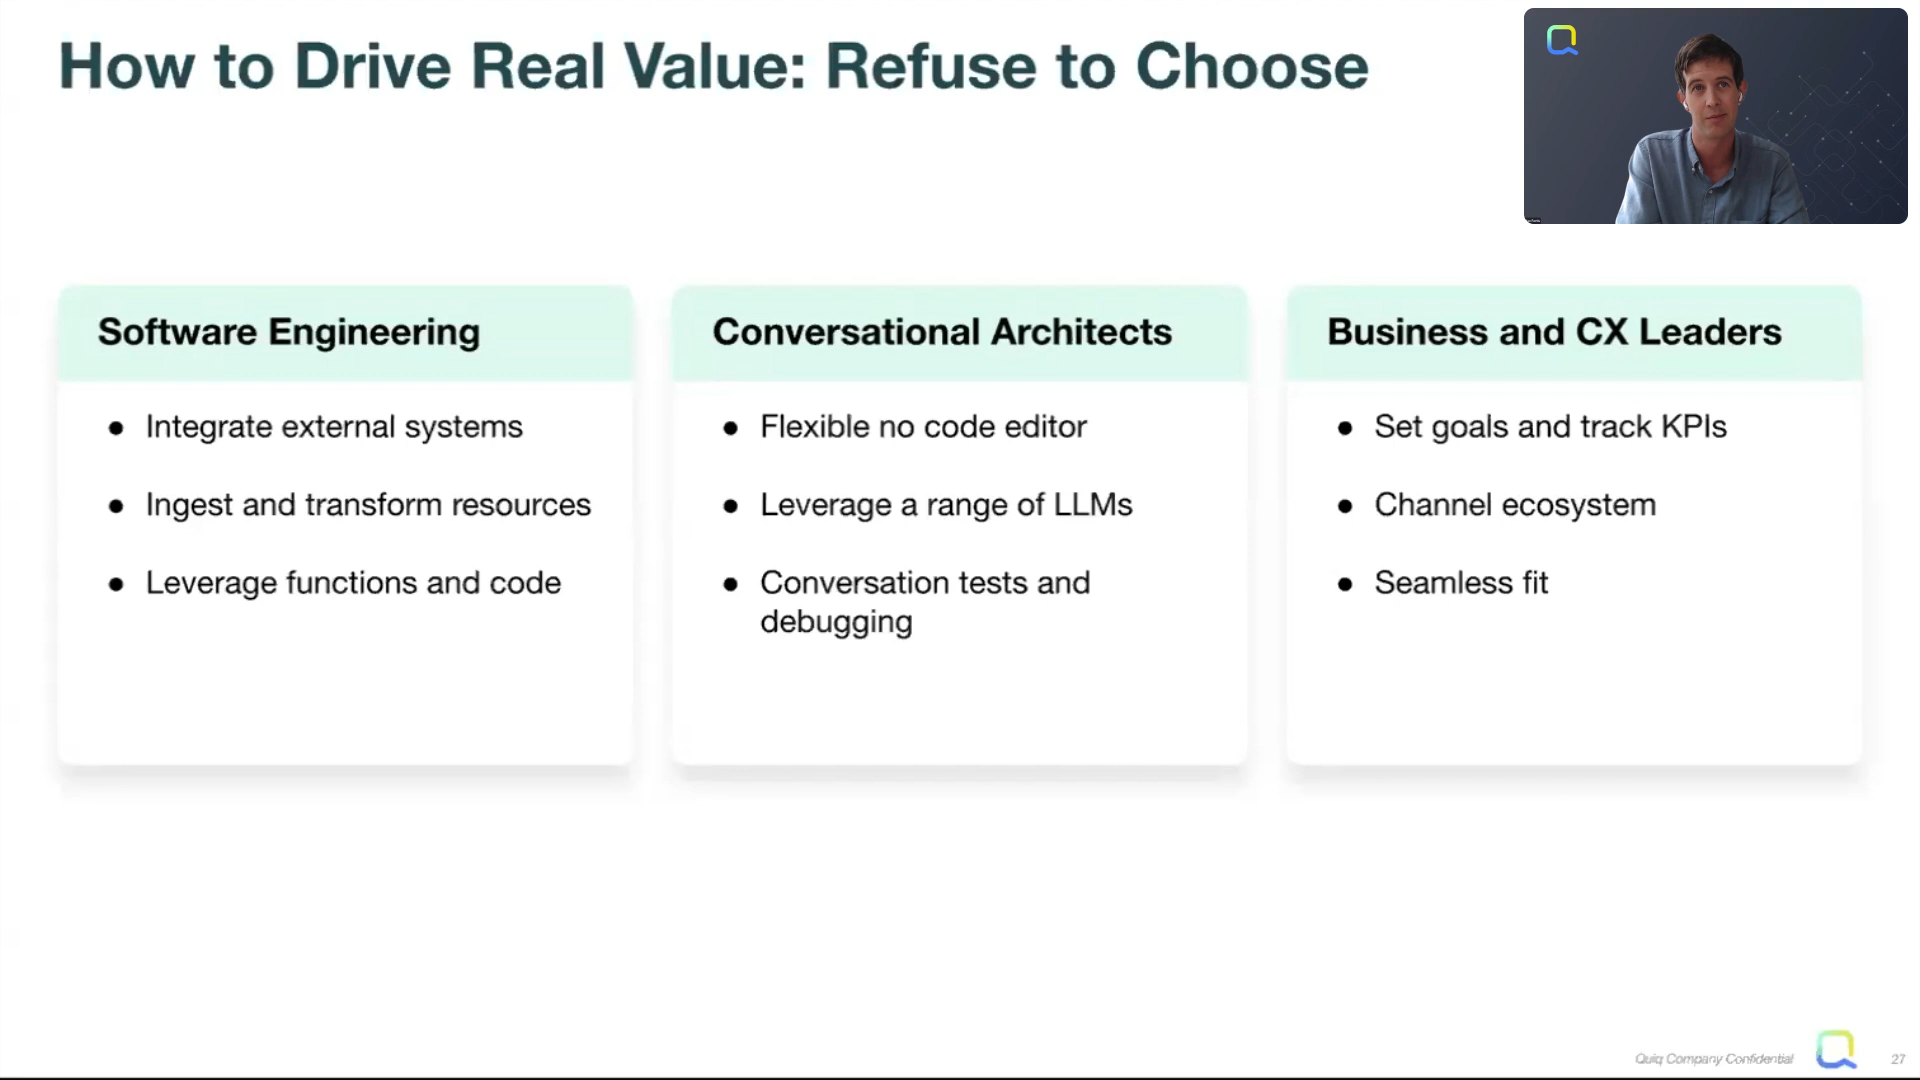 How to Drive Real Value: Refuse to Choose
Software Engineering
● Integrate external systems
● Ingest and transform resources
● Leverage functions and code
Conversational Architects
● Flexible no code editor
● Leverage a range of LLMs
● Conversation tests and
debugging
Business and CX Leaders
● Set goals and track KPIs
● Channel ecosystem
● Seamless fit
Quiq Company Confidential
27